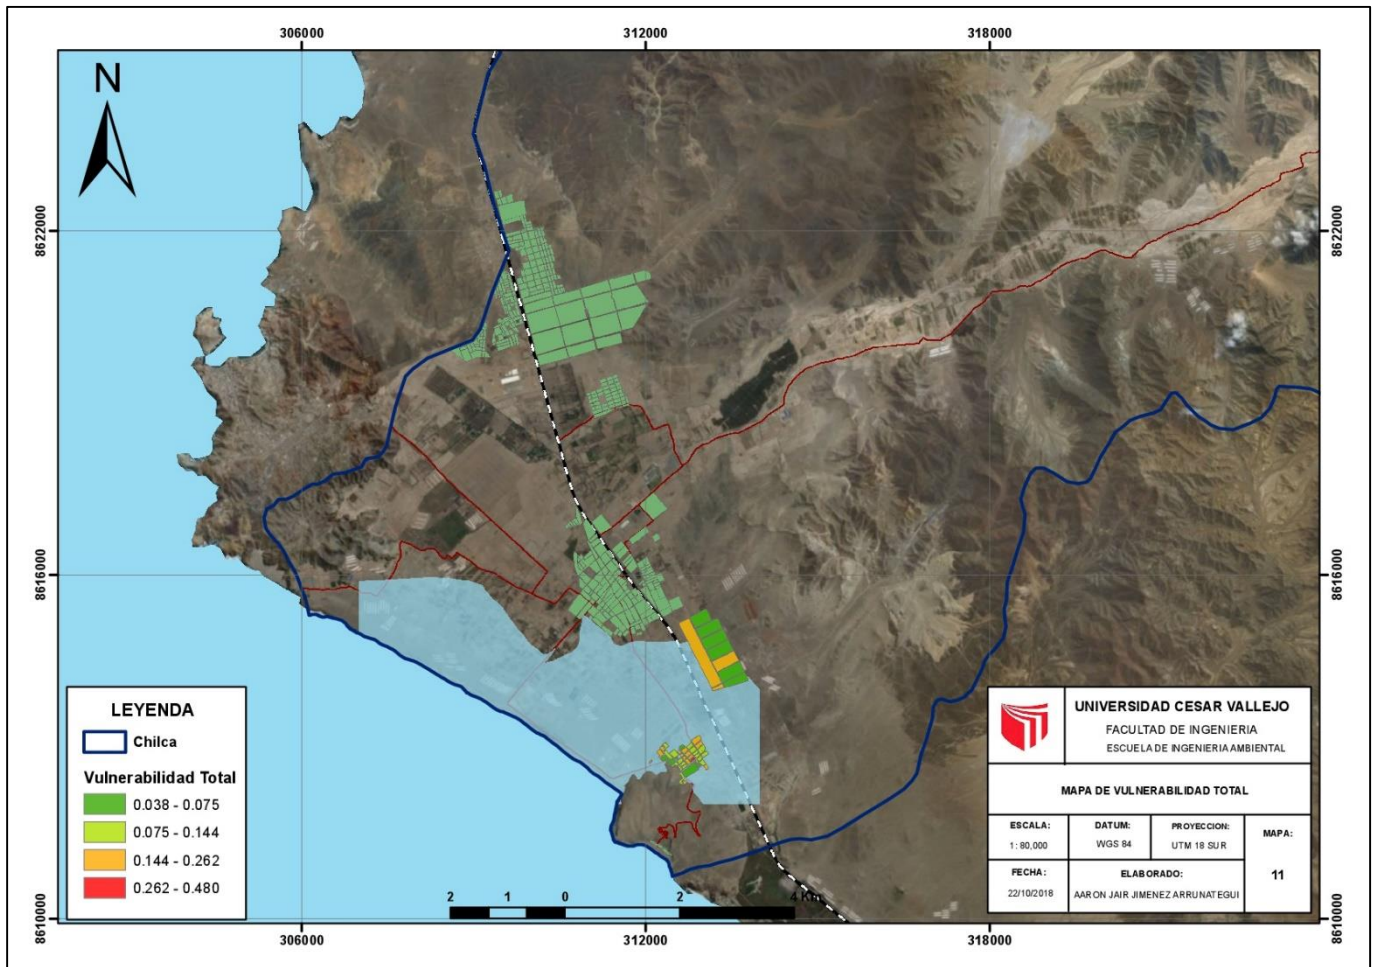 306000
312000
318000
N
8622000
8622000
8616000
8616000
LEYENDA
Chilca
Vulnerabilidad Total
0.038 - 0.075
0.075 - 0.144
0.144 - 0.262
0.262 - 0.480
UNIVERSIDAD CESAR VALLEJO
FACULTAD DE INGENIERIA
ESCUELA DE INGENIERIA AMBIENTAL
MAPA DE VULNERABILIDAD TOTAL
ESCALA:
1: 80,000
DATUM:
WGS 84
PROYECCION:
UTM 18 SUR
MAPA:
11
FECHA:
22/10/2018
ELABORADO:
AARON JAIR JIMENEZ ARRUNATEGUI
2 1 0 2 4 Km
8610000
8610000
306000
312000
318000